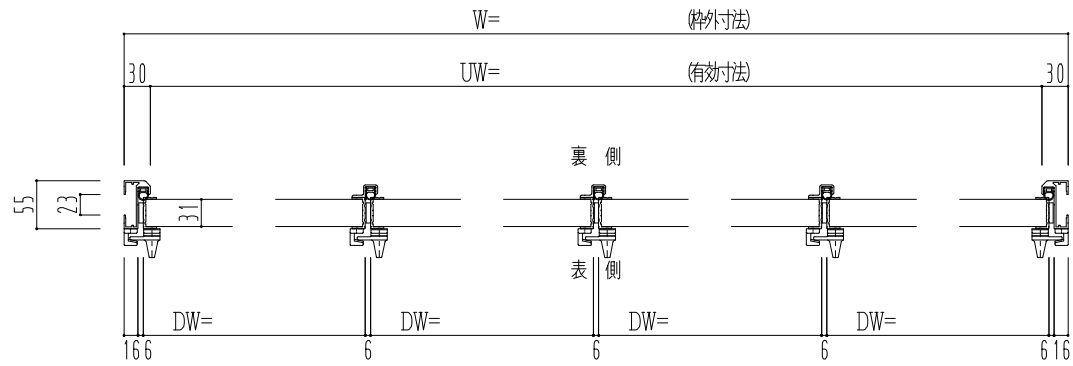 W= (枠外寸法)
30 UW= (有効寸法) 30
裏 側
55 23 31
表 側
DW= DW= DW= DW=
16 6 6 6 6 6 16